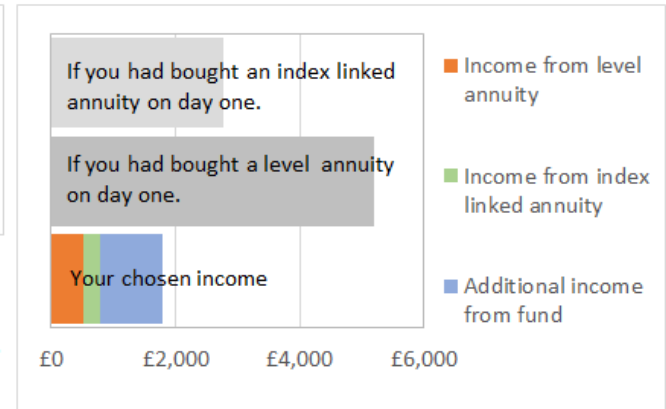 If you had bought an index linked
annuity on day one.
If you had bought a level annuity
on day one.
Your chosen income
£0
£2,000
£4,000
£6,000
Income from level
annuity
Income from index
linked annuity
Additional income
from fund